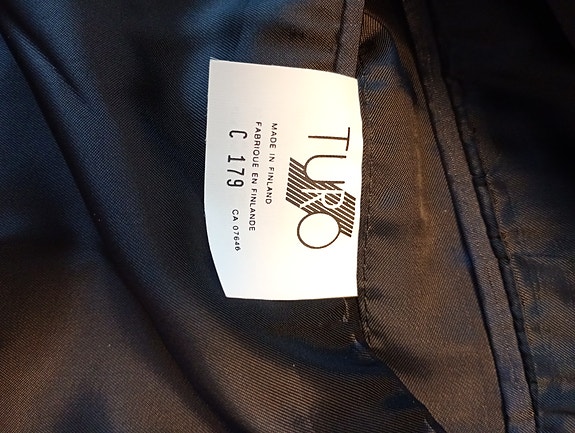 TURO
MADE IN FINLAND
FABRIQUE EN FINLANDE
CA 07646
C 179